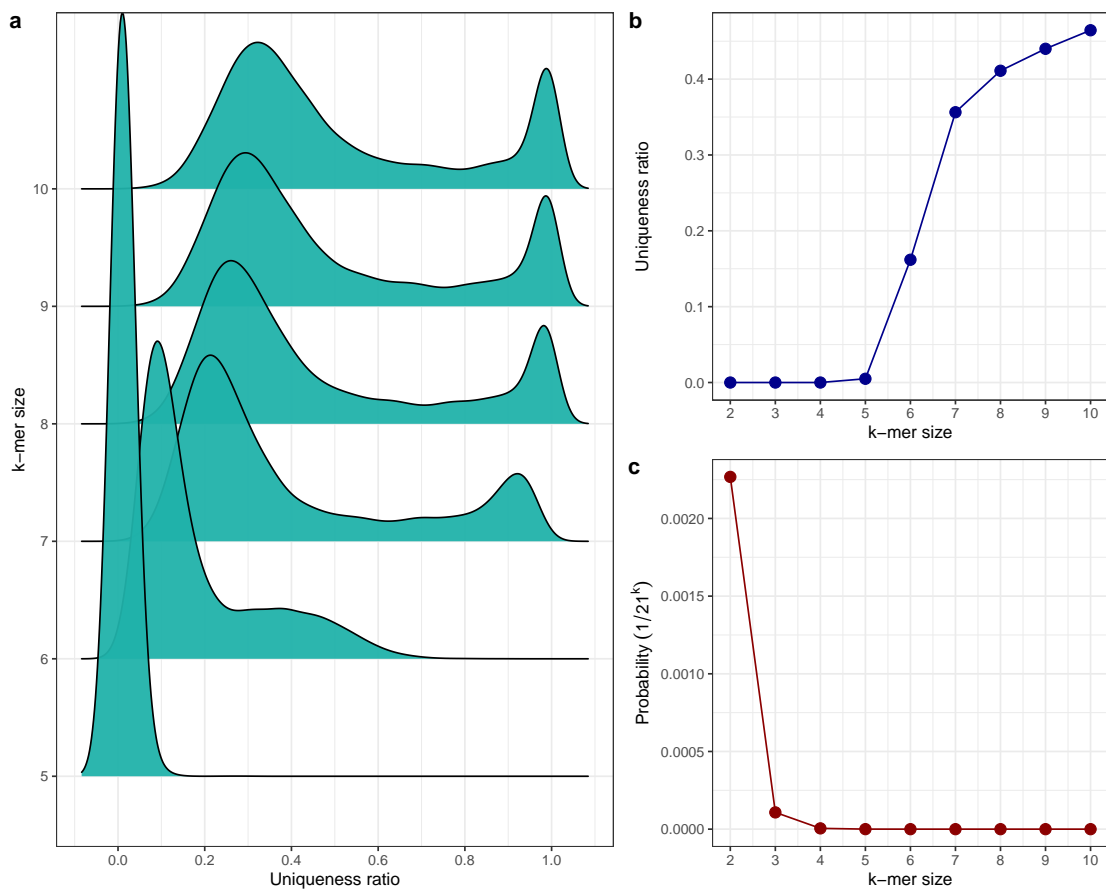 a
10
9
8
7
6
5
k−mer size
0.0 0.2 0.4 0.6 0.8 1.0
Uniqueness ratio
b
0.4
0.3
0.2
0.1
0.0
Uniqueness ratio
2 3 4 5 6 7 8 9 10
k−mer size
c
0.0020
0.0015
0.0010
0.0005
0.0000
Probability (1/21^k)
2 3 4 5 6 7 8 9 10
k−mer size